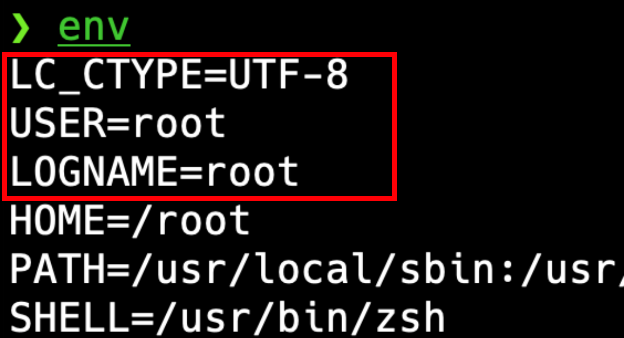 ❯ env
LC_CTYPE=UTF-8
USER=root
LOGNAME=root
HOME=/root
PATH=/usr/local/sbin:/usr/
SHELL=/usr/bin/zsh